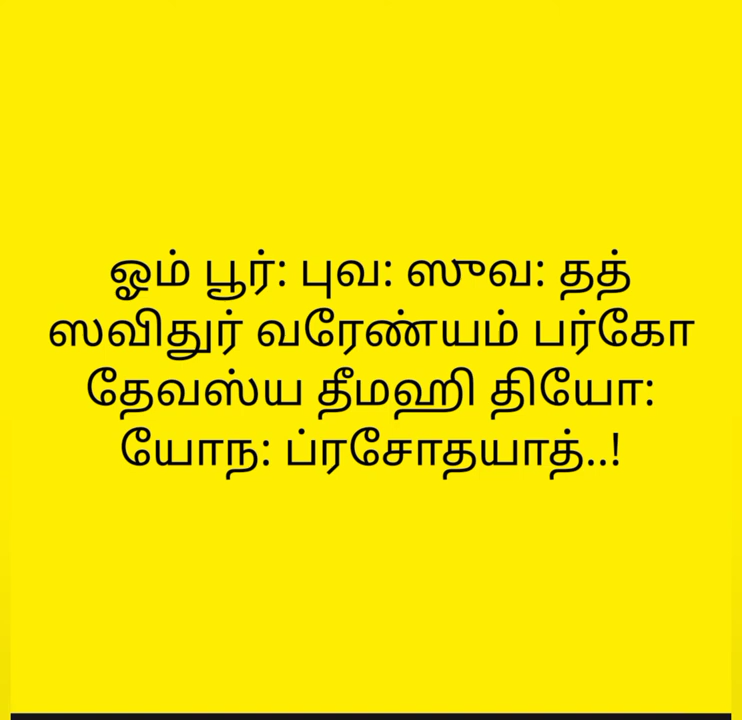 ஓம் பூர்: புவ: ஸுவ: தத்
ஸவிதுர் வரேண்யம் பர்கோ
தேவஸ்ய தீமஹி தியோ:
யோந: ப்ரசோதயாத்..!